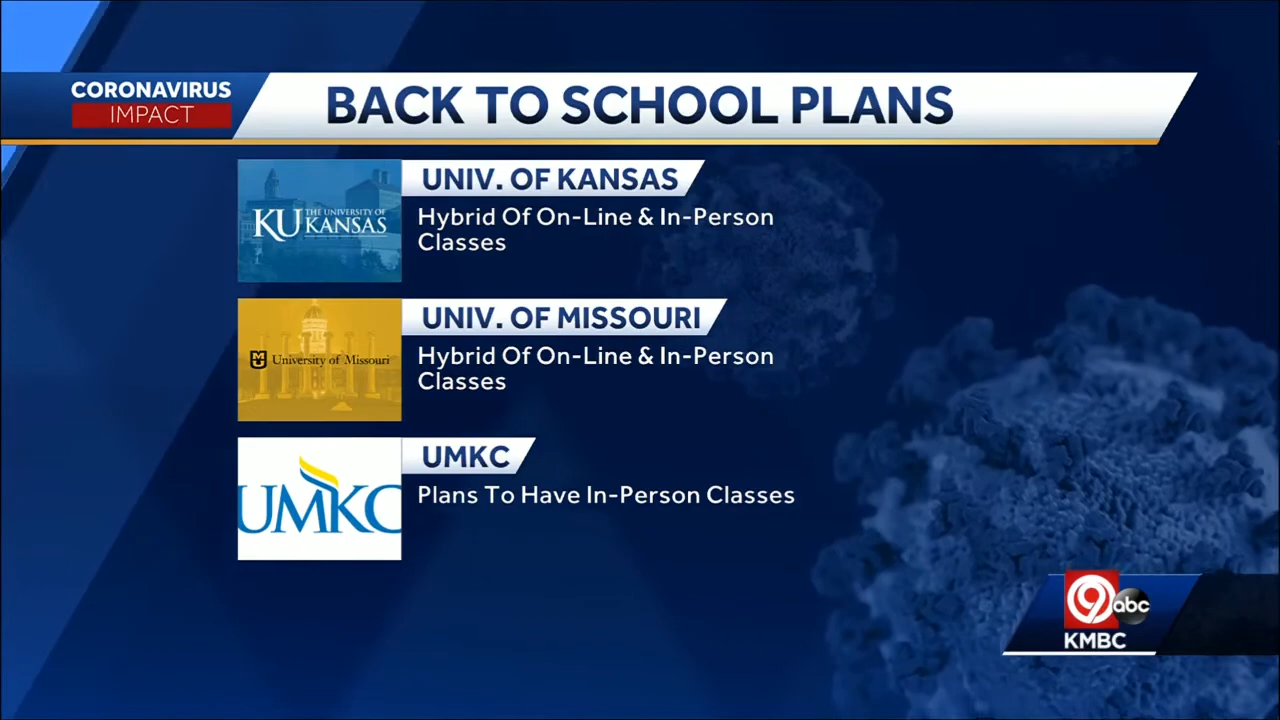 CORONAVIRUS
IMPACT
BACK TO SCHOOL PLANS
KU THE UNIVERSITY OF
KANSAS
UNIV. OF KANSAS
Hybrid Of On-Line & In-Person
Classes
MU University of Missouri
UNIV. OF MISSOURI
Hybrid Of On-Line & In-Person
Classes
UMKC
UMKC
Plans To Have In-Person Classes
9 abc
KMBC